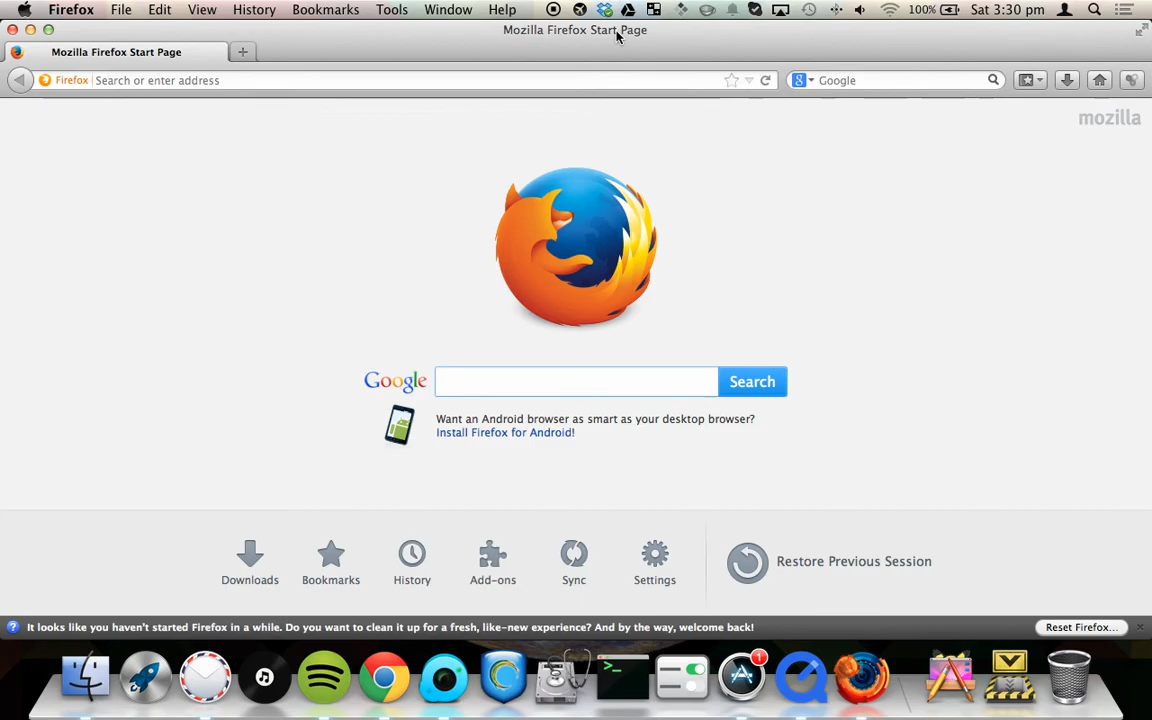 Firefox File Edit View History Bookmarks Tools Window Help 100% Sat 3:30 pm
Mozilla Firefox Start Page
Mozilla Firefox Start Page
Firefox Search or enter address Google
mozilla
Google Search
Want an Android browser as smart as your desktop browser?
Install Firefox for Android!
Downloads Bookmarks History Add-ons Sync Settings Restore Previous Session
It looks like you haven't started Firefox in a while. Do you want to clean it up for a fresh, like-new experience? And by the way, welcome back! Reset Firefox...
1